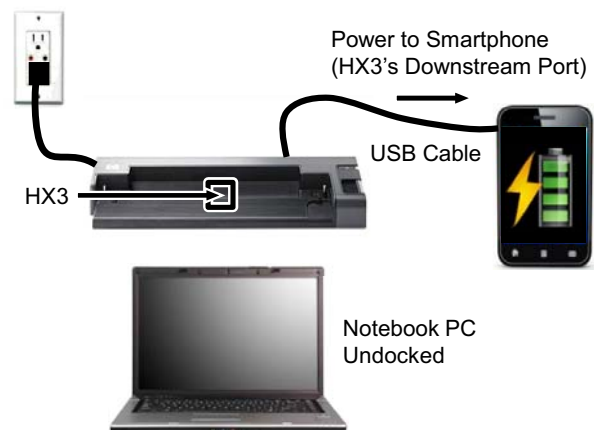 Power to Smartphone
(HX3's Downstream Port)
USB Cable
HX3
Notebook PC
Undocked